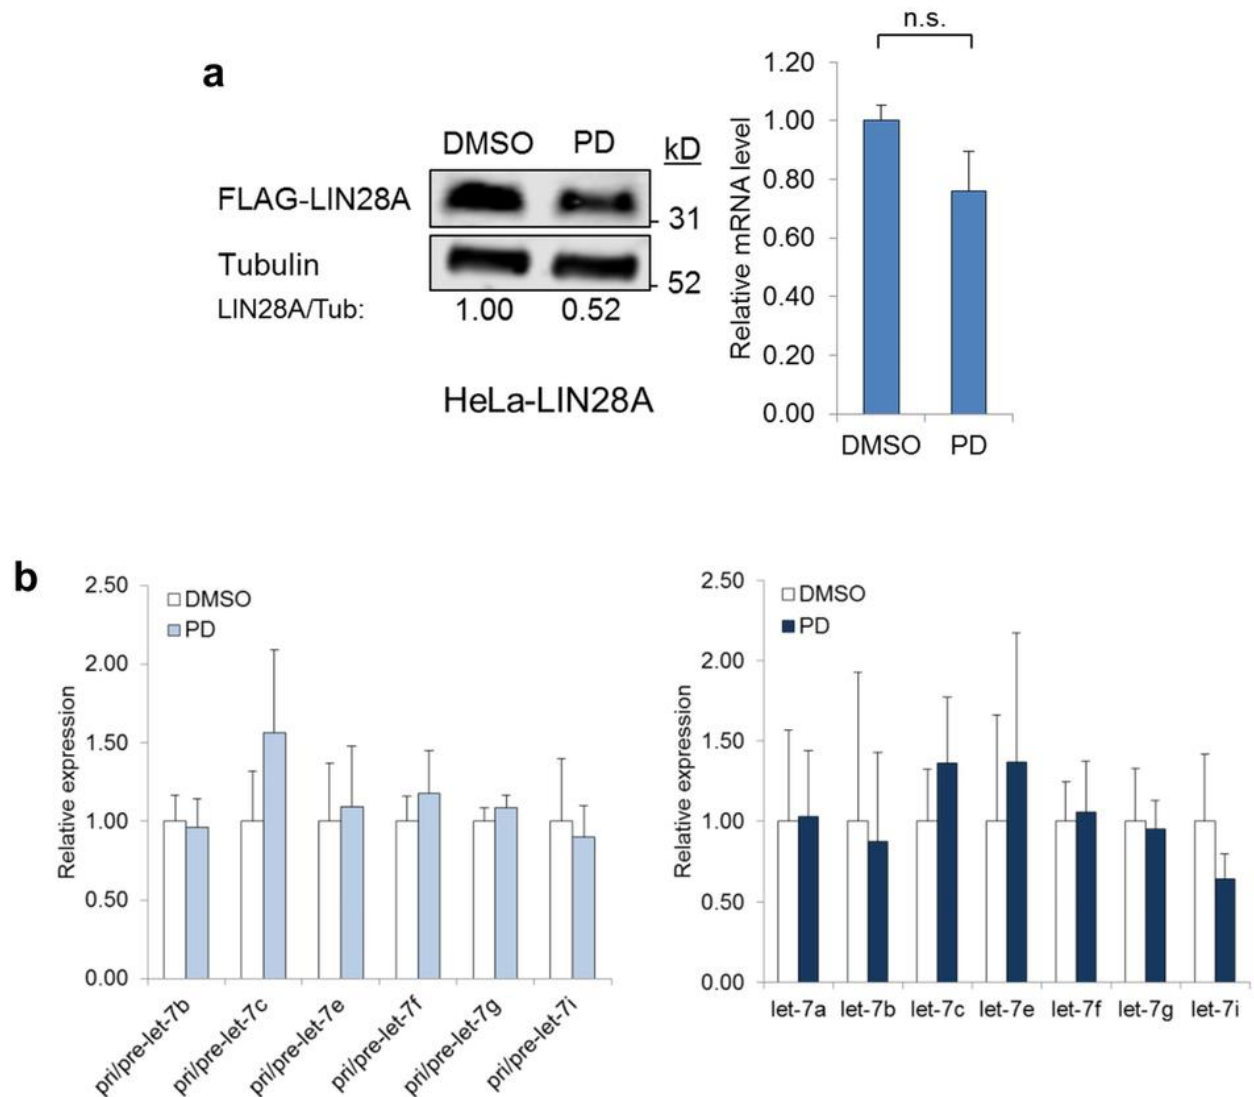 a
DMSO PD kD
FLAG-LIN28A
31
Tubulin
52
LIN28A/Tub: 1.00 0.52
HeLa-LIN28A
n.s.
Relative mRNA level
1.20
1.00
0.80
0.60
0.40
0.20
0.00
DMSO PD
b
Relative expression
2.50
2.00
1.50
1.00
0.50
0.00
DMSO
PD
pri/pre-let-7b
pri/pre-let-7c
pri/pre-let-7e
pri/pre-let-7f
pri/pre-let-7g
pri/pre-let-7i
Relative expression
2.50
2.00
1.50
1.00
0.50
0.00
DMSO
PD
let-7a let-7b let-7c let-7e let-7f let-7g let-7i